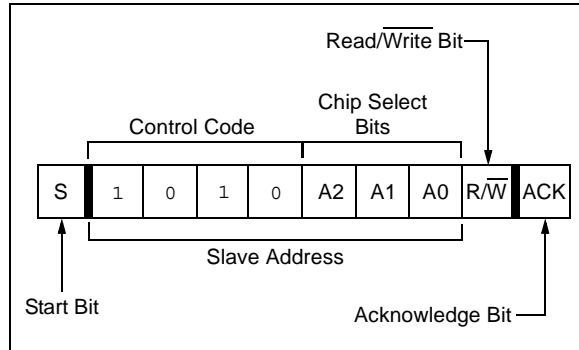 Read/Write Bit
Chip Select
Bits
Control Code
S 1 0 1 0 A2 A1 A0 R/W ACK
Slave Address
Start Bit
Acknowledge Bit